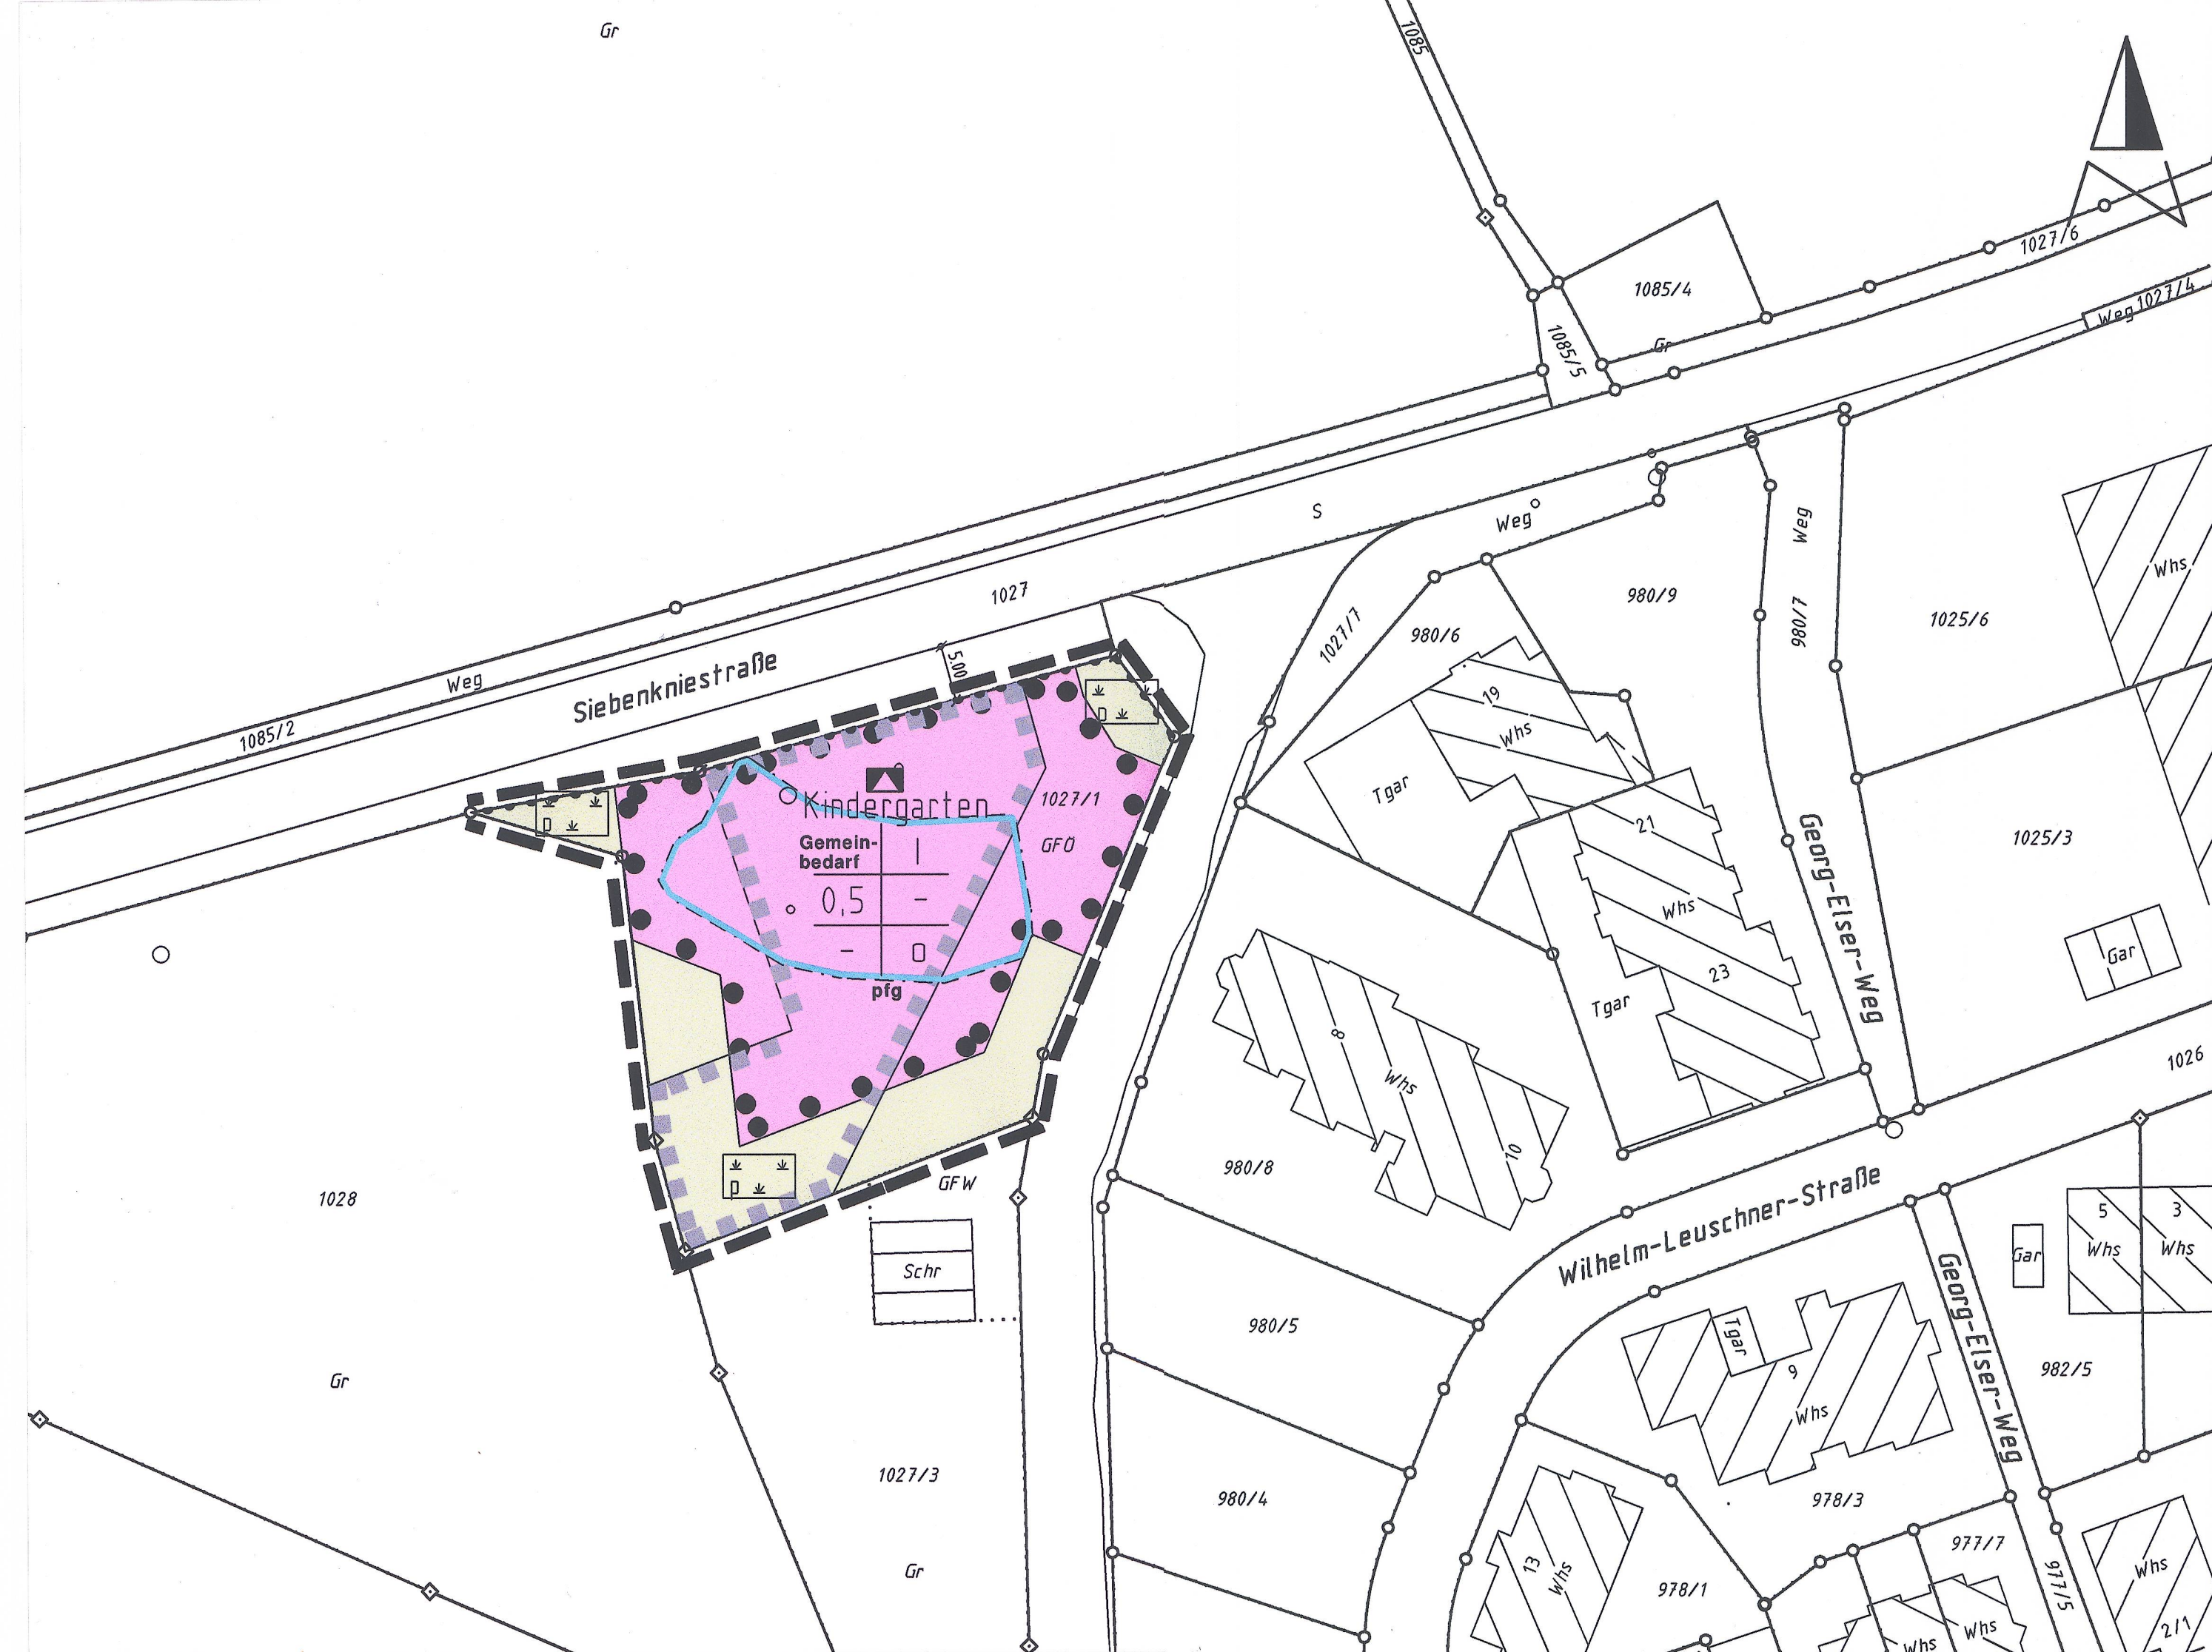 Gr
1085
1027/6
1085/4
1027/4
Weg
Gr
1085/5
S
Weg
Weg
Whs
1027
980/9
980/7
1025/6
1027/7
980/6
5.00
Siebenkniestraße
Weg
19
Whs
1085/2
Tgar
Kindergarten
1027/1
Gemein-
bedarf
I
GFÖ
21
1025/3
0,5
-
Whs
Georg-Elser-Weg
-
o
Gar
23
pfg
Tgar
8
Whs
1026
10
980/8
p
p
p
GFW
1028
Wilhelm-Leuschner-Straße
5
3
Gar
Whs
Whs
Schr
980/5
Georg-Elser-Weg
Tgar
9
982/5
Gr
Whs
1027/3
980/4
978/3
977/7
13
Whs
Gr
978/1
977/5
Whs
2/1
Whs
Whs